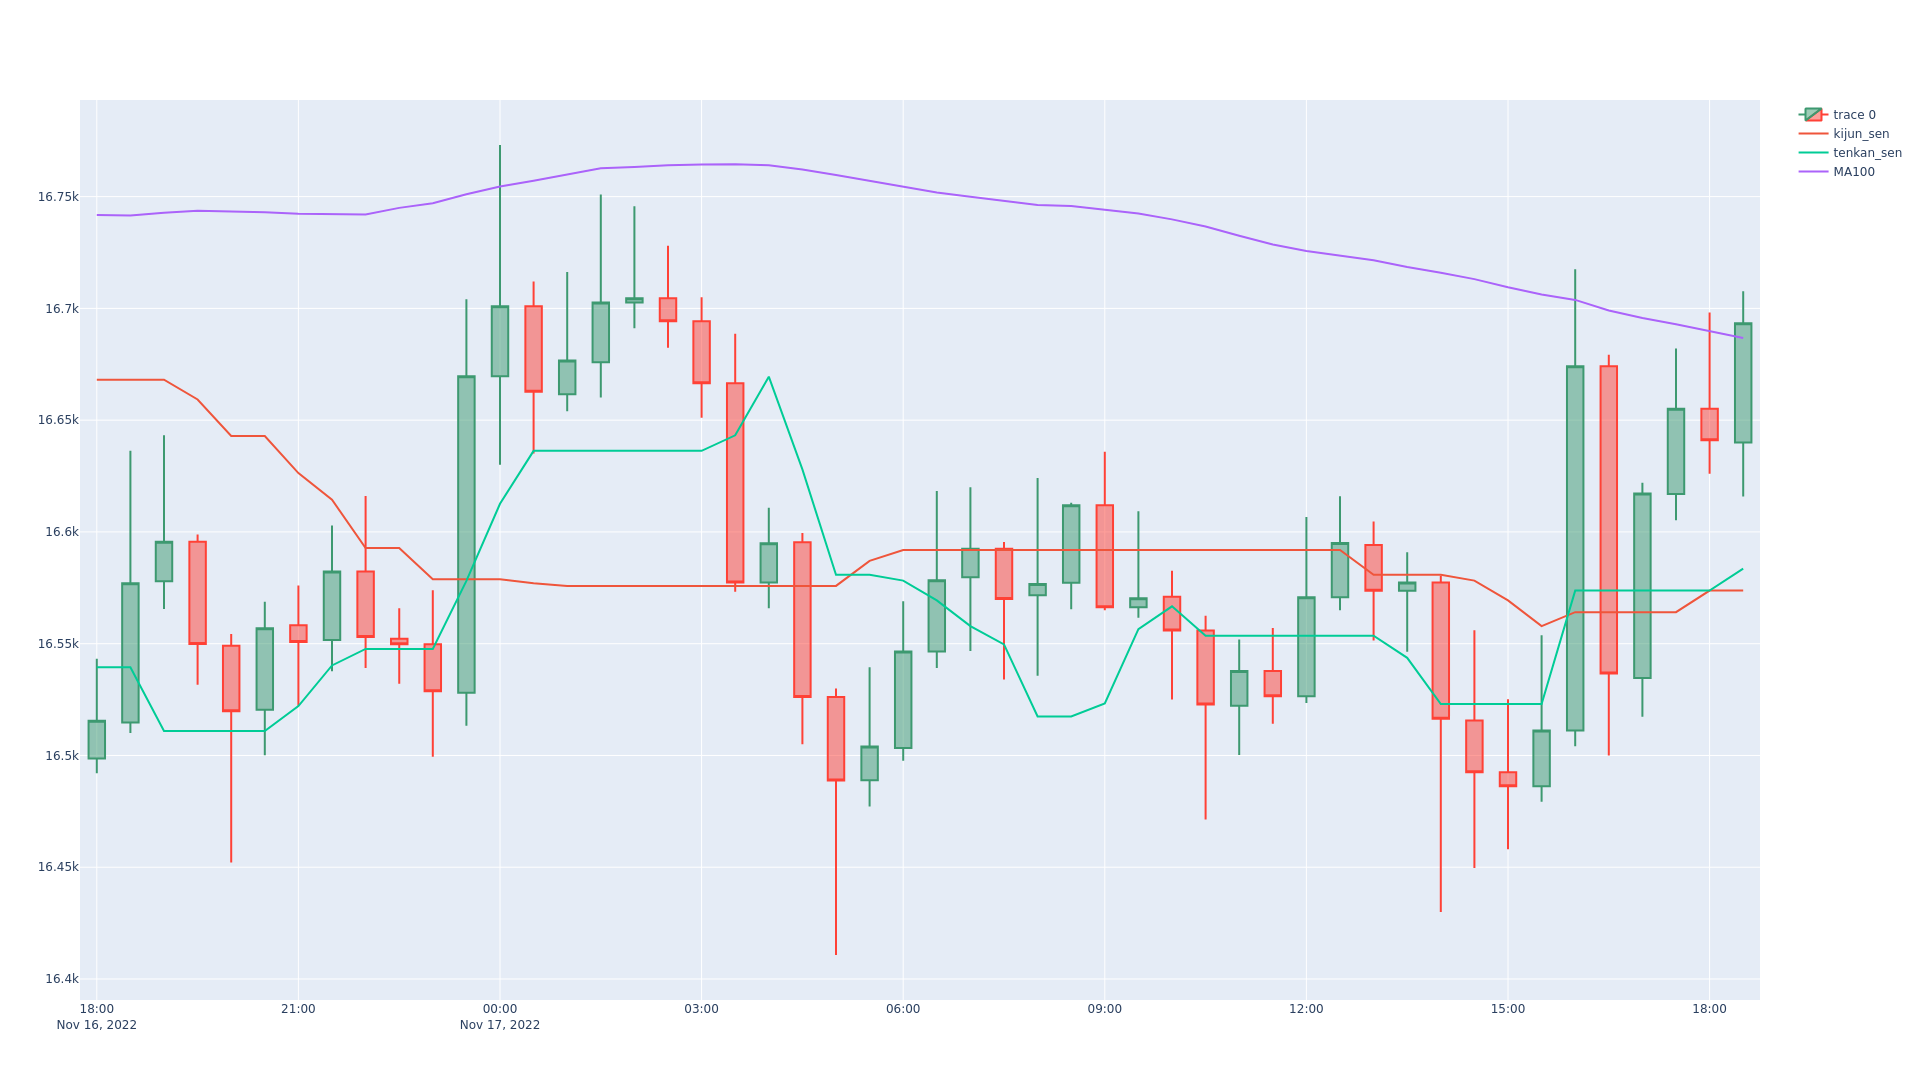 trace 0
kijun_sen
tenkan_sen
MA100
16.75k
16.7k
16.65k
16.6k
16.55k
16.5k
16.45k
16.4k
18:00 21:00 00:00 03:00 06:00 09:00 12:00 15:00 18:00
Nov 16, 2022 Nov 17, 2022